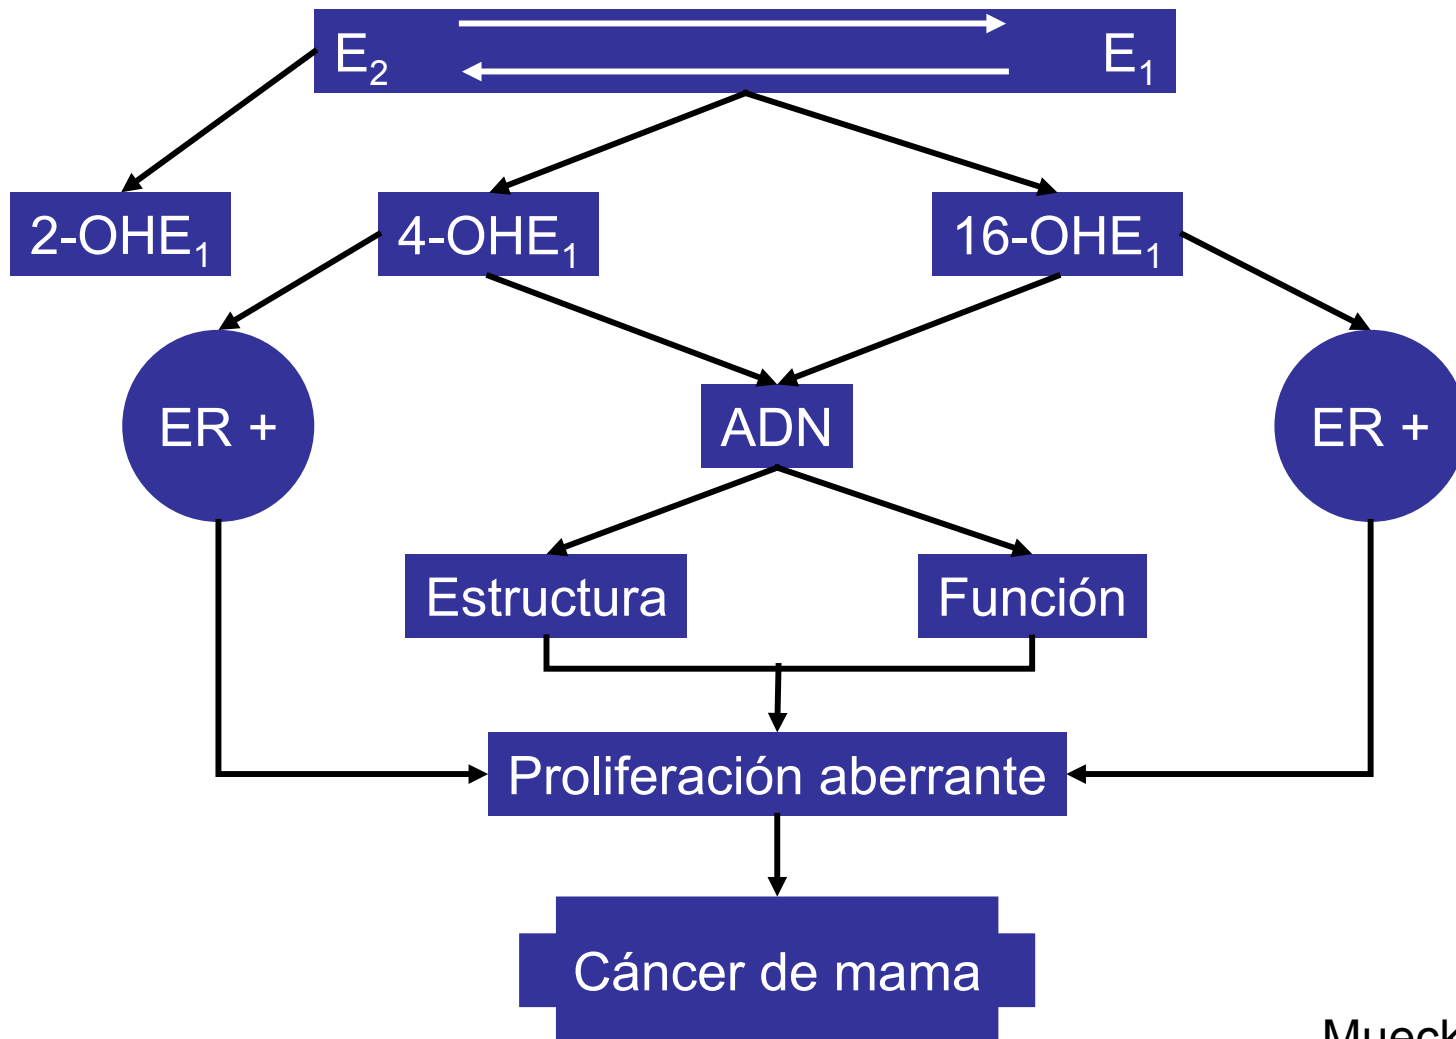 E₂ E₁
2-OHE₁ 4-OHE₁ 16-OHE₁
ER + ADN ER +
Estructura Función
Proliferación aberrante
Cáncer de mama